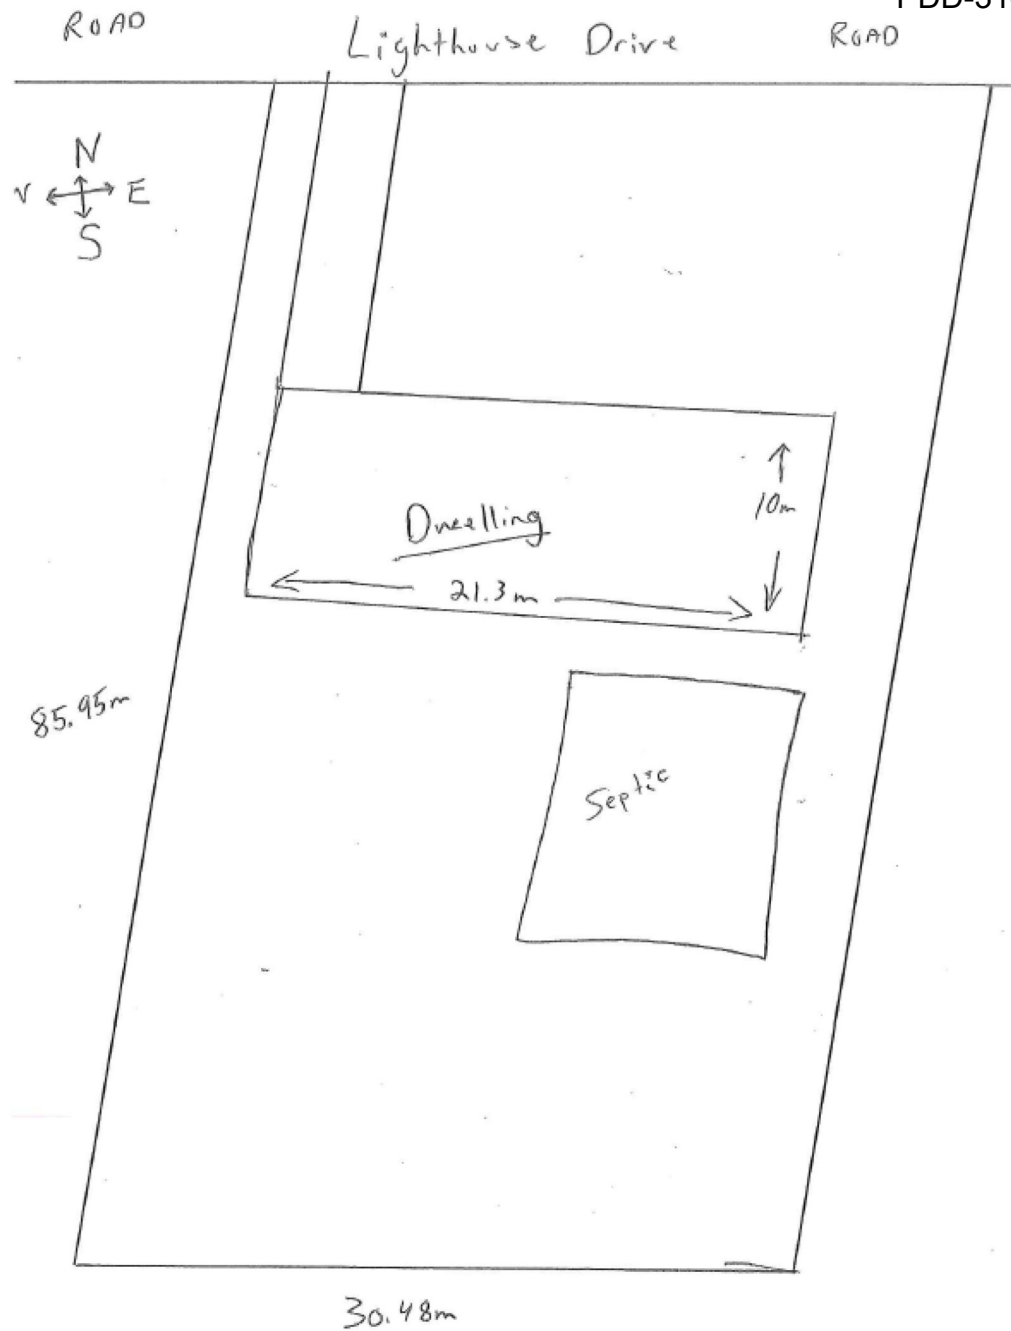 ROAD
Lighthouse Drive
ROAD
N
E
S
Dwelling
10m
21.3m
85.95m
Septic
30.48m